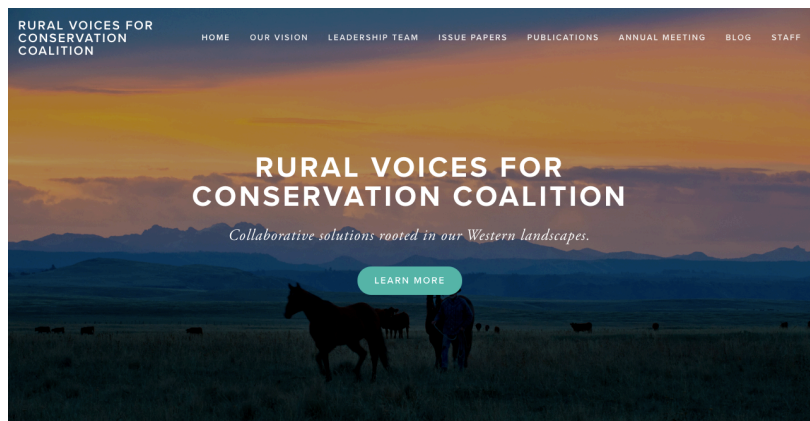 RURAL VOICES FOR
CONSERVATION
COALITION
HOME OUR VISION LEADERSHIP TEAM ISSUE PAPERS PUBLICATIONS ANNUAL MEETING BLOG STAFF
RURAL VOICES FOR
CONSERVATION COALITION
Collaborative solutions rooted in our Western landscapes.
LEARN MORE